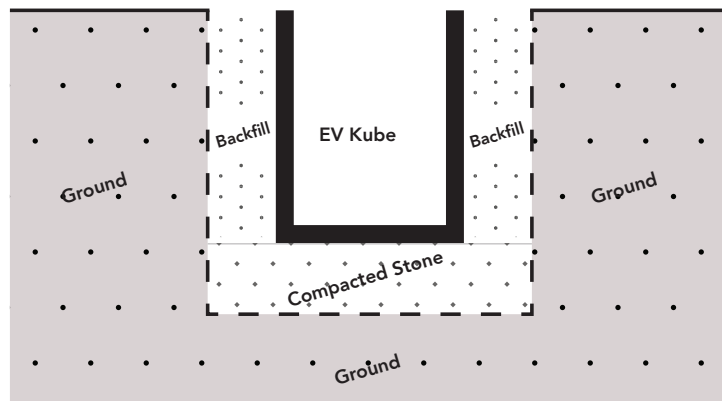 Backfill
EV Kube
Backfill
Ground
Ground
Compacted Stone
Ground